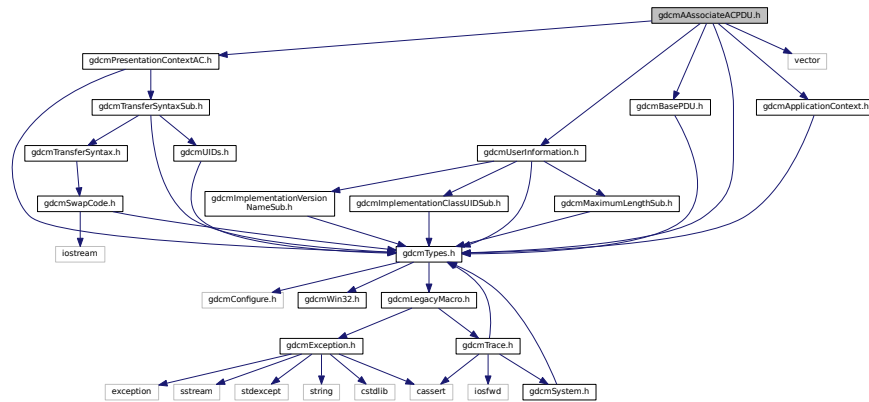 gdcmAAssociateACPDU.h
gdcmPresentationContextAC.h
vector
gdcmTransferSyntaxSub.h
gdcmBasePDU.h
gdcmApplicationContext.h
gdcmTransferSyntax.h
gdcmUIDs.h
gdcmUserInformation.h
gdcmSwapCode.h
gdcmImplementationVersion
NameSub.h
gdcmImplementationClassUIDSub.h
gdcmMaximumLengthSub.h
iostream
gdcmTypes.h
gdcmConfigure.h
gdcmWin32.h
gdcmLegacyMacro.h
gdcmException.h
gdcmTrace.h
exception
sstream
stdexcept
string
cstdlib
cassert
iosfwd
gdcmSystem.h